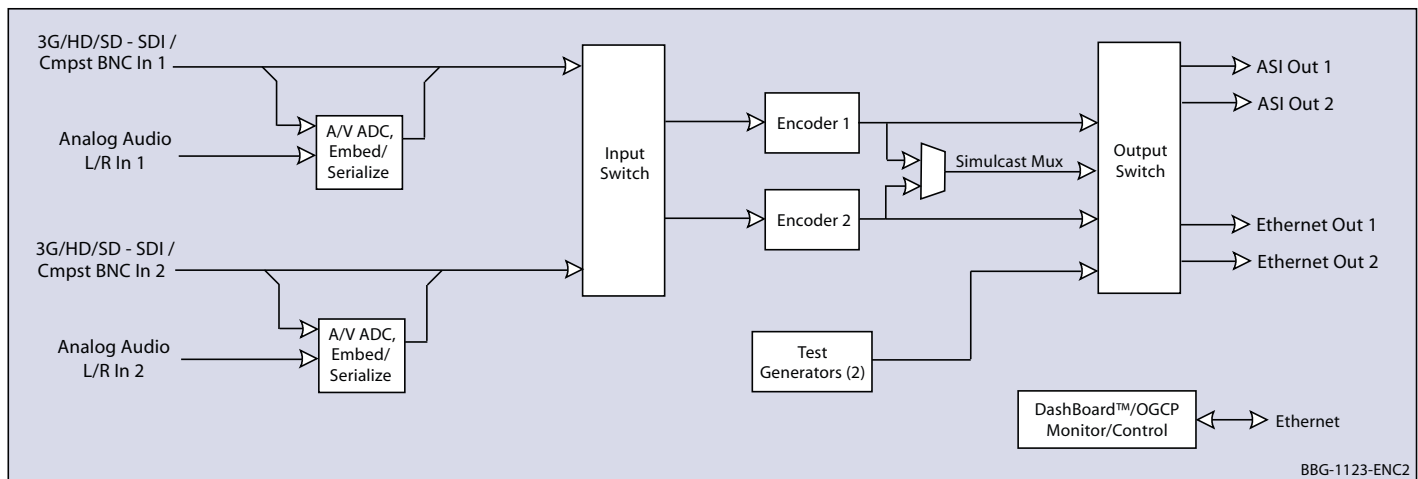 3G/HD/SD - SDI /
Cmpst BNC In 1
Analog Audio
L/R In 1
A/V ADC,
Embed/
Serialize
3G/HD/SD - SDI /
Cmpst BNC In 2
Analog Audio
L/R In 2
A/V ADC,
Embed/
Serialize
Input
Switch
Encoder 1
Encoder 2
Simulcast Mux
Test
Generators (2)
Output
Switch
ASI Out 1
ASI Out 2
Ethernet Out 1
Ethernet Out 2
DashBoard™/OGCP
Monitor/Control
Ethernet
BBG-1123-ENC2